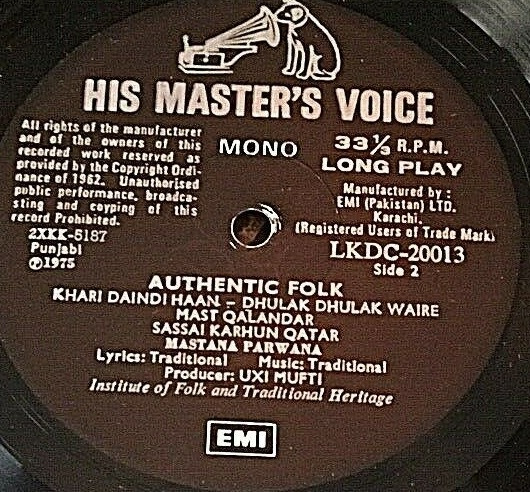 HIS MASTER'S VOICE
All rights of the manufacturer
and of the owners of this
recorded work reserved as
provided by the Copyright Ordi-
nance of 1962. Unauthorised
public performance, broadca-
sting and coyping of this
record Prohibited.
2XKK-5187
Punjabi
℗1975
MONO
33⅓ R.P.M.
LONG PLAY
Manufactured by :
EMI (Pakistan) LTD.
Karachi.
(Registered Users of Trade Mark)
LKDC-20013
Side 2
AUTHENTIC FOLK
KHARI DAINDI HAAN – DHULAK DHULAK WAIRE
MAST QALANDAR
SASSAI KARHUN QATAR
MASTANA PARWANA
Lyrics: Traditional Music: Traditional
Producer: UXI MUFTI
Institute of Folk and Traditional Heritage
EMI